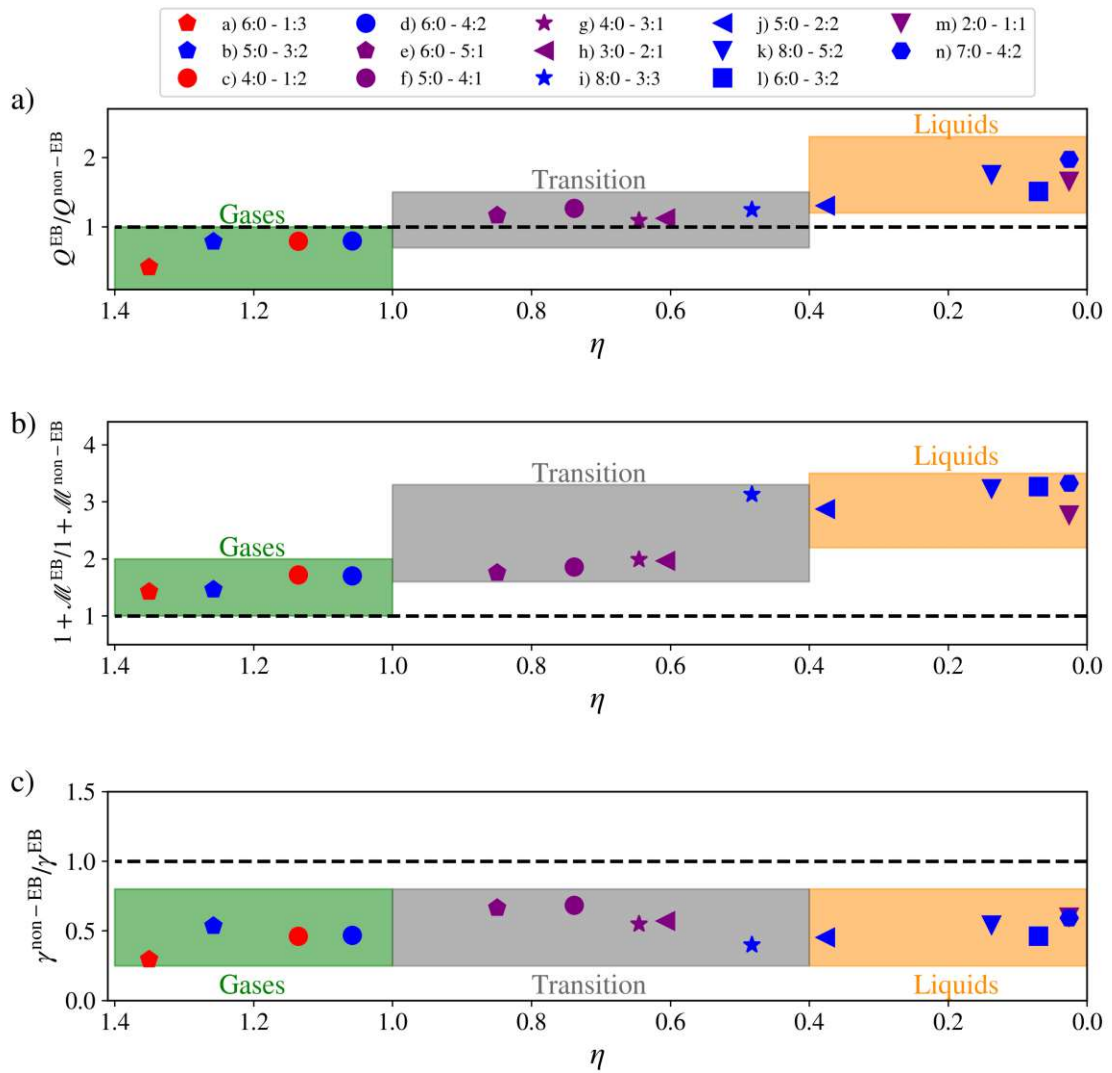 a) 6:0 - 1:3 d) 6:0 - 4:2 g) 4:0 - 3:1 j) 5:0 - 2:2 m) 2:0 - 1:1
b) 5:0 - 3:2 e) 6:0 - 5:1 h) 3:0 - 2:1 k) 8:0 - 5:2 n) 7:0 - 4:2
c) 4:0 - 1:2 f) 5:0 - 4:1 i) 8:0 - 3:3 l) 6:0 - 3:2
a)
Q^EB/Q^non−EB
2
1
Gases
Transition
Liquids
1.4 1.2 1.0 0.8 0.6 0.4 0.2 0.0
η
b)
1 + ℳ^EB/1 + ℳ^non−EB
4
3
2
1
Gases
Transition
Liquids
1.4 1.2 1.0 0.8 0.6 0.4 0.2 0.0
η
c)
γ^non−EB/γ^EB
1.5
1.0
0.5
0.0
Gases
Transition
Liquids
1.4 1.2 1.0 0.8 0.6 0.4 0.2 0.0
η